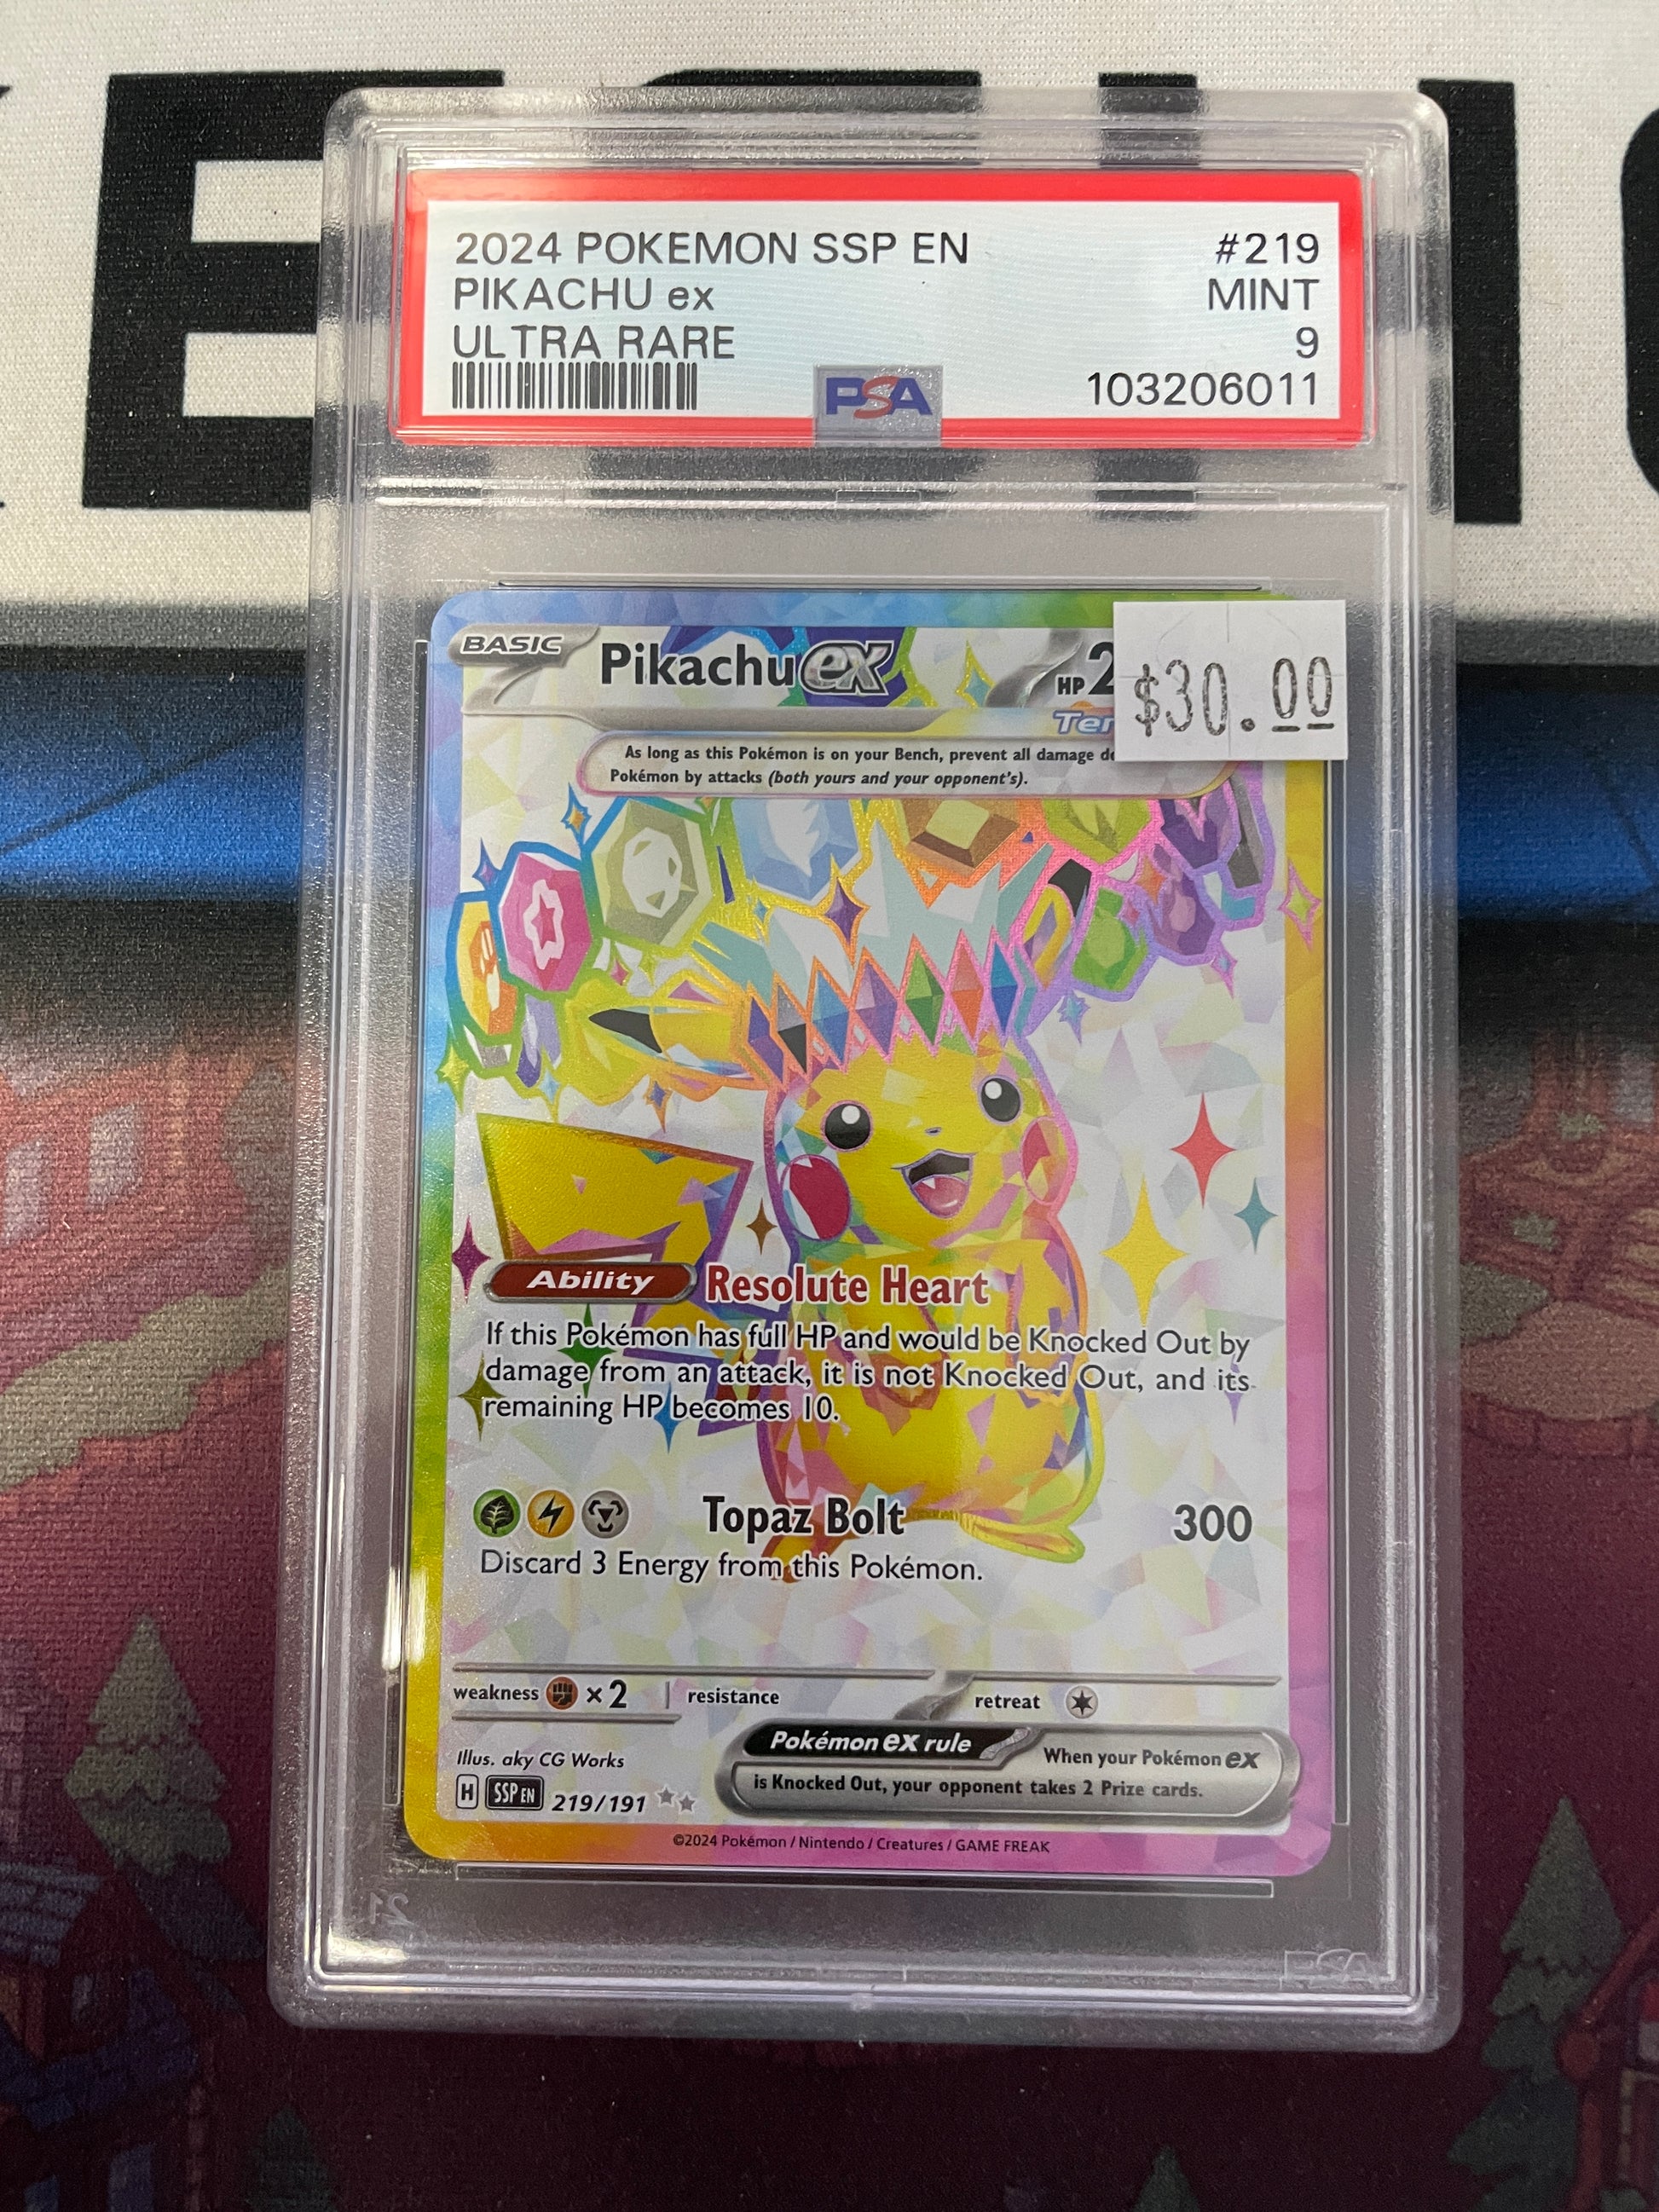 2024 POKEMON SSP EN #219
PIKACHU ex MINT
ULTRA RARE 9
PSA 103206011
BASIC Pikachu ex HP 2
$30.00
As long as this Pokémon is on your Bench, prevent all damage
Pokémon by attacks (both yours and your opponent's).
Ability Resolute Heart
If this Pokémon has full HP and would be Knocked Out by
damage from an attack, it is not Knocked Out, and its
remaining HP becomes 10.
Topaz Bolt 300
Discard 3 Energy from this Pokémon.
weakness ×2 resistance retreat
Pokémon ex rule When your Pokémon ex
is Knocked Out, your opponent takes 2 Prize cards.
Illus. aky CG Works
H SSP EN 219/191
©2024 Pokémon / Nintendo / Creatures / GAME FREAK
21
PSA